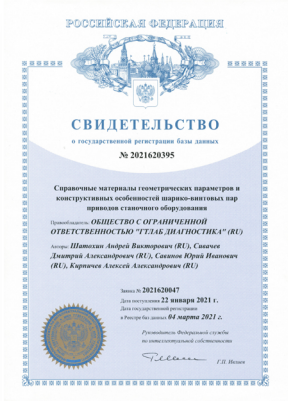 РОССИЙСКАЯ ФЕДЕРАЦИЯ
СВИДЕТЕЛЬСТВО
о государственной регистрации базы данных
№ 2021620395
Справочные материалы геометрических параметров и
конструктивных особенностей шарико-винтовых пар
приводов станочного оборудования
Правообладатель: ОБЩЕСТВО С ОГРАНИЧЕННОЙ
ОТВЕТСТВЕННОСТЬЮ "ГТЛАБ ДИАГНОСТИКА" (RU)
Авторы: Шатохин Андрей Викторович (RU), Сивачев
Дмитрий Александрович (RU), Савинов Юрий Иванович
(RU), Кирпичев Алексей Александрович (RU)
Заявка № 2021620047
Дата поступления 22 января 2021 г.
Дата государственной регистрации
в Реестре баз данных 04 марта 2021 г.
Руководитель Федеральной службы
по интеллектуальной собственности
Г.П. Ивлиев